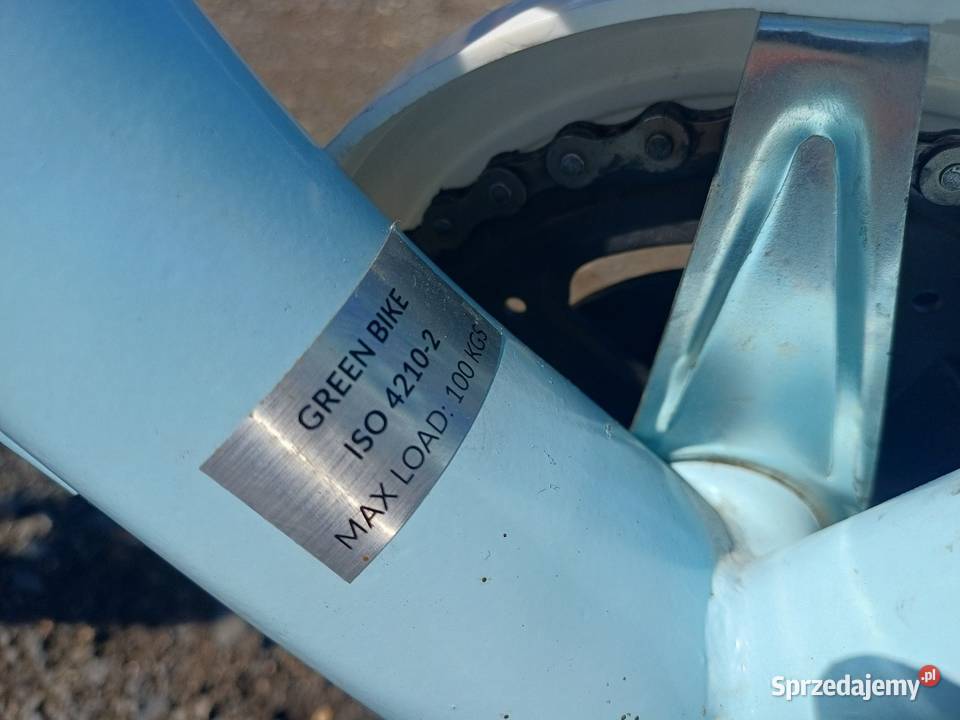 GREEN BIKE
ISO 4210-2
MAX LOAD: 100 KGS
Sprzedajemy.pl